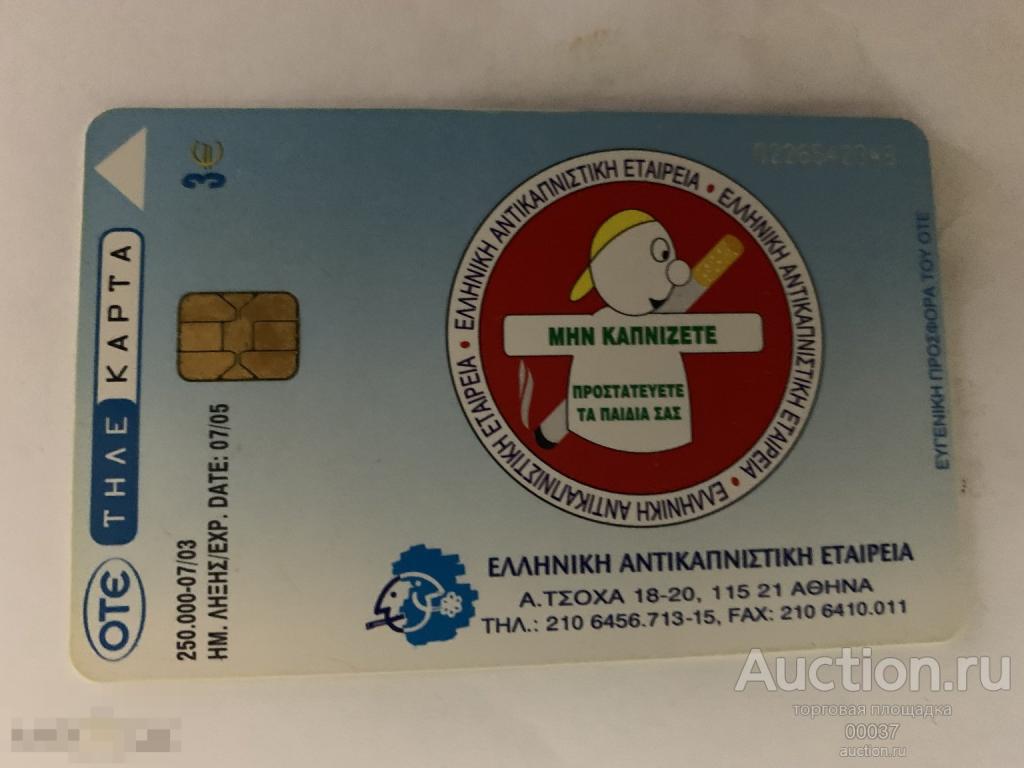 OTE
ΤΗΛΕ ΚΑΡΤΑ
3€
250.000-07/03
ΗΜ. ΛΗΞΗΣ/EXP. DATE: 07/05
ΕΛΛΗΝΙΚΗ ΑΝΤΙΚΑΠΝΙΣΤΙΚΗ ΕΤΑΙΡΕΙΑ • ΕΛΛΗΝΙΚΗ ΑΝΤΙΚΑΠΝΙΣΤΙΚΗ ΕΤΑΙΡΕΙΑ • ΕΛΛΗΝΙΚΗ ΑΝΤΙΚΑΠΝΙΣΤΙΚΗ ΕΤΑΙΡΕΙΑ •
ΜΗΝ ΚΑΠΝΙΖΕΤΕ
ΠΡΟΣΤΑΤΕΥΕΤΕ
ΤΑ ΠΑΙΔΙΑ ΣΑΣ
ΕΥΓΕΝΙΚΗ ΠΡΟΣΦΟΡΑ ΤΟΥ ΟΤΕ
ΕΛΛΗΝΙΚΗ ΑΝΤΙΚΑΠΝΙΣΤΙΚΗ ΕΤΑΙΡΕΙΑ
Α.ΤΣΟΧΑ 18-20, 115 21 ΑΘΗΝΑ
ΤΗΛ.: 210 6456.713-15, FAX: 210 6410.011
Auction.ru
торговая площадка
00037
auction.ru